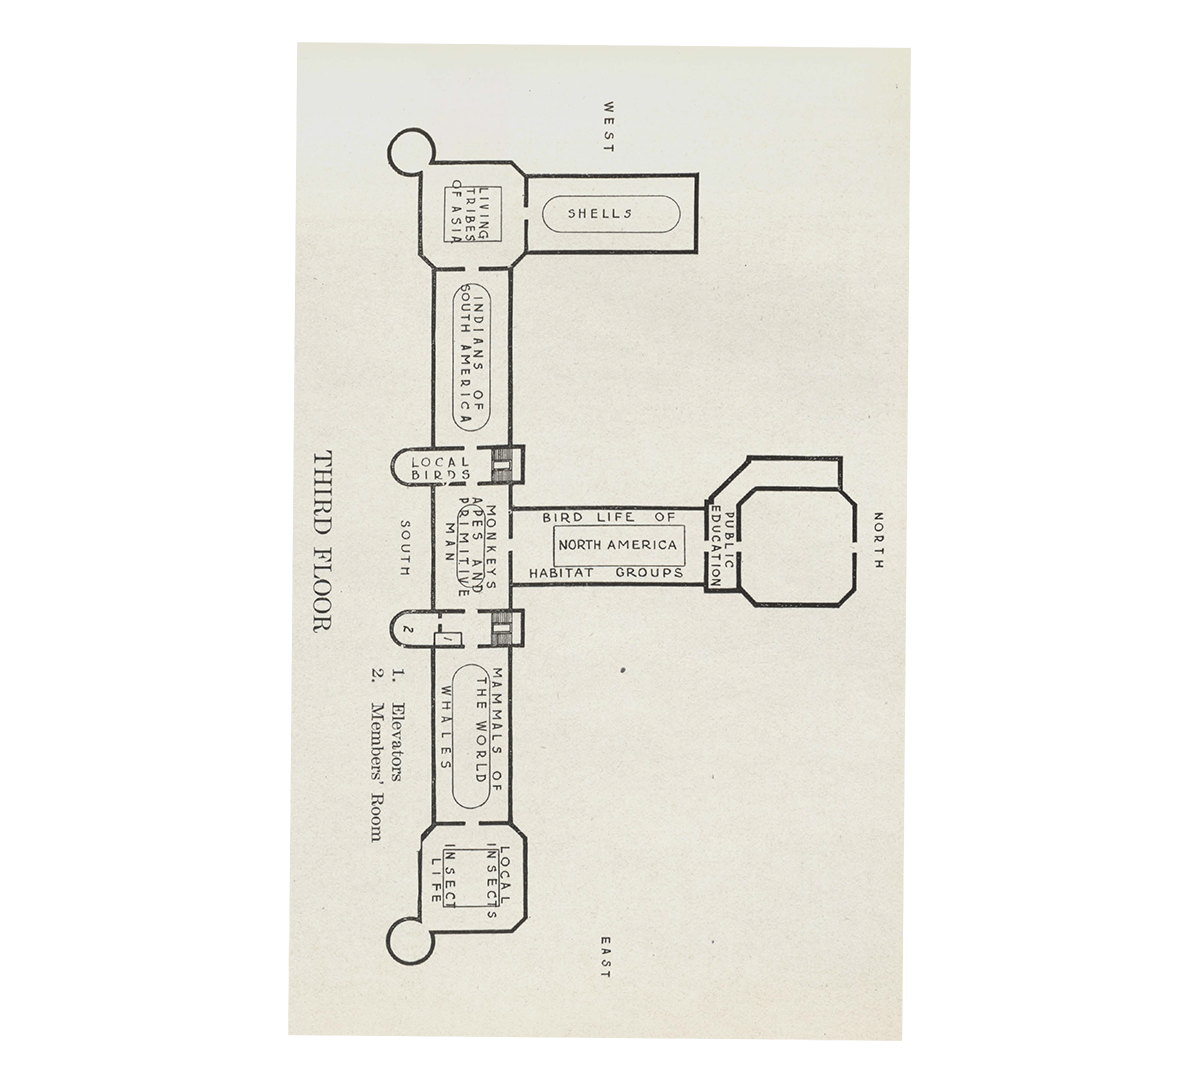 NORTH
PUBLIC
EDUCATION
WEST
EAST
SHELLS
BIRD LIFE OF
NORTH AMERICA
HABITAT GROUPS
LIVING
TRIBES
OF ASIA
INDIANS OF
SOUTH AMERICA
LOCAL
BIRDS
MONKEYS
APES AND
PRIMITIVE
MAN
1
2
MAMMALS OF
THE WORLD
WHALES
LOCAL
INSECTS
INSECT
LIFE
SOUTH
1. Elevators
2. Members' Room
THIRD FLOOR